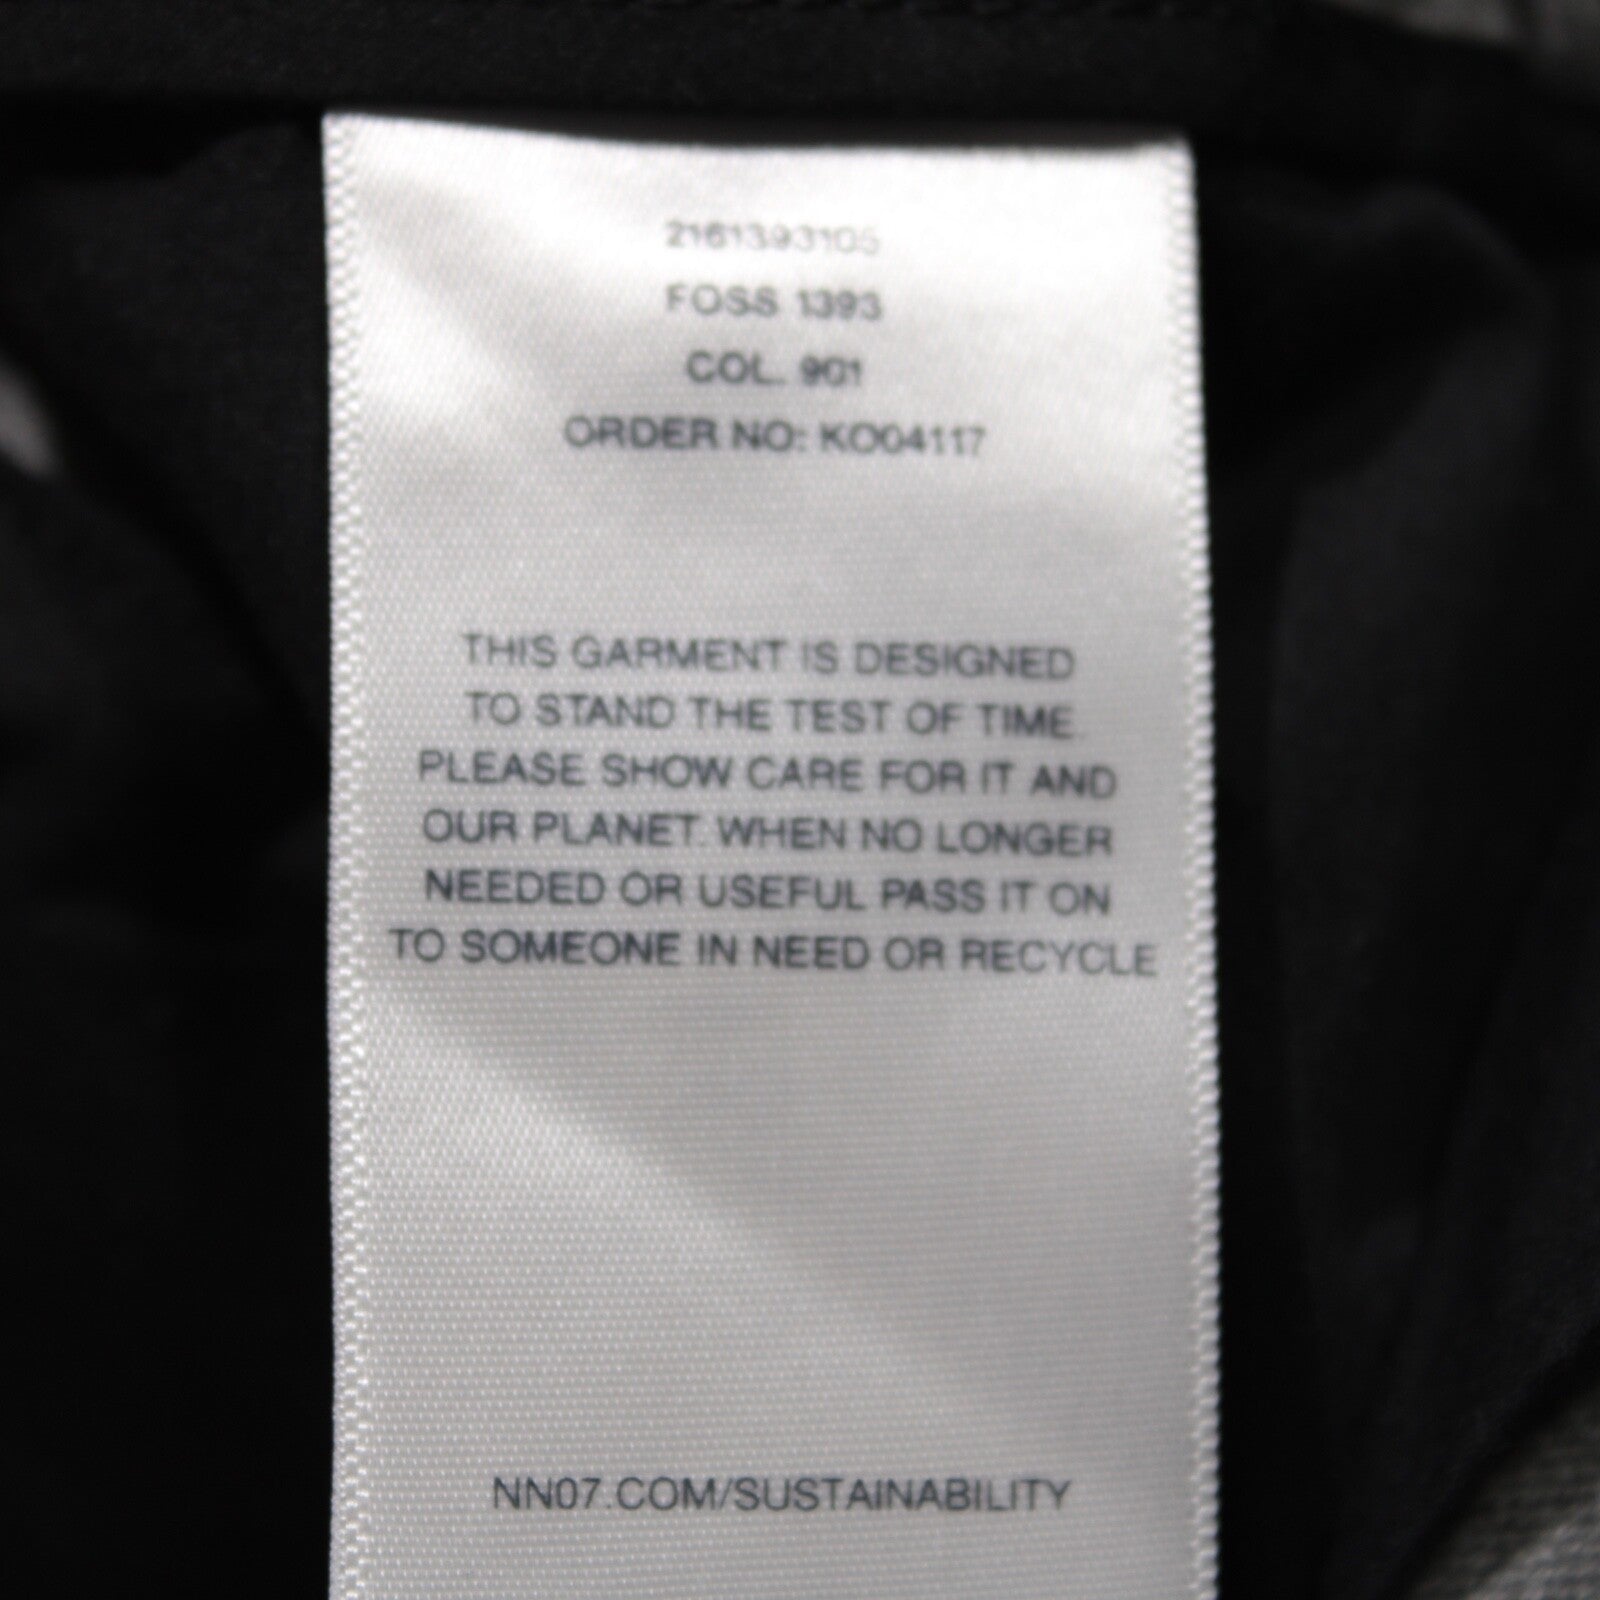 2161393105
FOSS 1393
COL. 901
ORDER NO: KO04117
THIS GARMENT IS DESIGNED
TO STAND THE TEST OF TIME.
PLEASE SHOW CARE FOR IT AND
OUR PLANET. WHEN NO LONGER
NEEDED OR USEFUL PASS IT ON
TO SOMEONE IN NEED OR RECYCLE
NN07.COM/SUSTAINABILITY